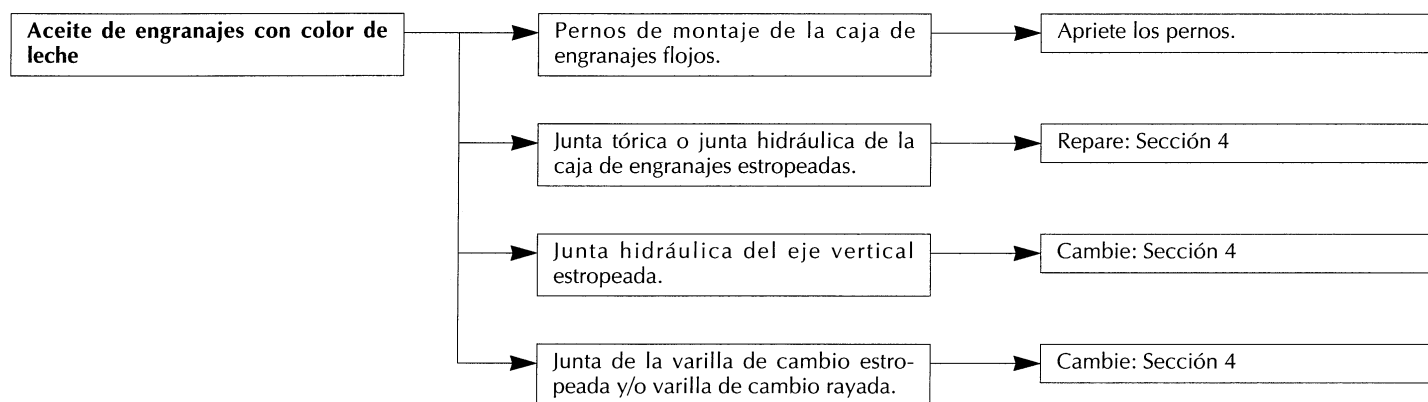 Aceite de engranajes con color de
leche
Pernos de montaje de la caja de
engranajes flojos.
Apriete los pernos.
Junta tórica o junta hidráulica de la
caja de engranajes estropeadas.
Repare: Sección 4
Junta hidráulica del eje vertical
estropeada.
Cambie: Sección 4
Junta de la varilla de cambio estro-
peada y/o varilla de cambio rayada.
Cambie: Sección 4